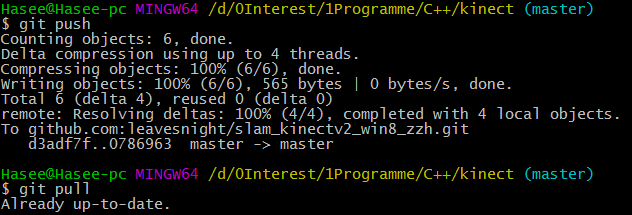 Hasee@Hasee-pc MINGW64 /d/0Interest/1Programme/C++/kinect (master)
$ git push
Counting objects: 6, done.
Delta compression using up to 4 threads.
Compressing objects: 100% (6/6), done.
Writing objects: 100% (6/6), 565 bytes | 0 bytes/s, done.
Total 6 (delta 4), reused 0 (delta 0)
remote: Resolving deltas: 100% (4/4), completed with 4 local objects.
To github.com:leavesnight/slam_kinectv2_win8_zzh.git
   d3adf7f..0786963  master -> master
Hasee@Hasee-pc MINGW64 /d/0Interest/1Programme/C++/kinect (master)
$ git pull
Already up-to-date.